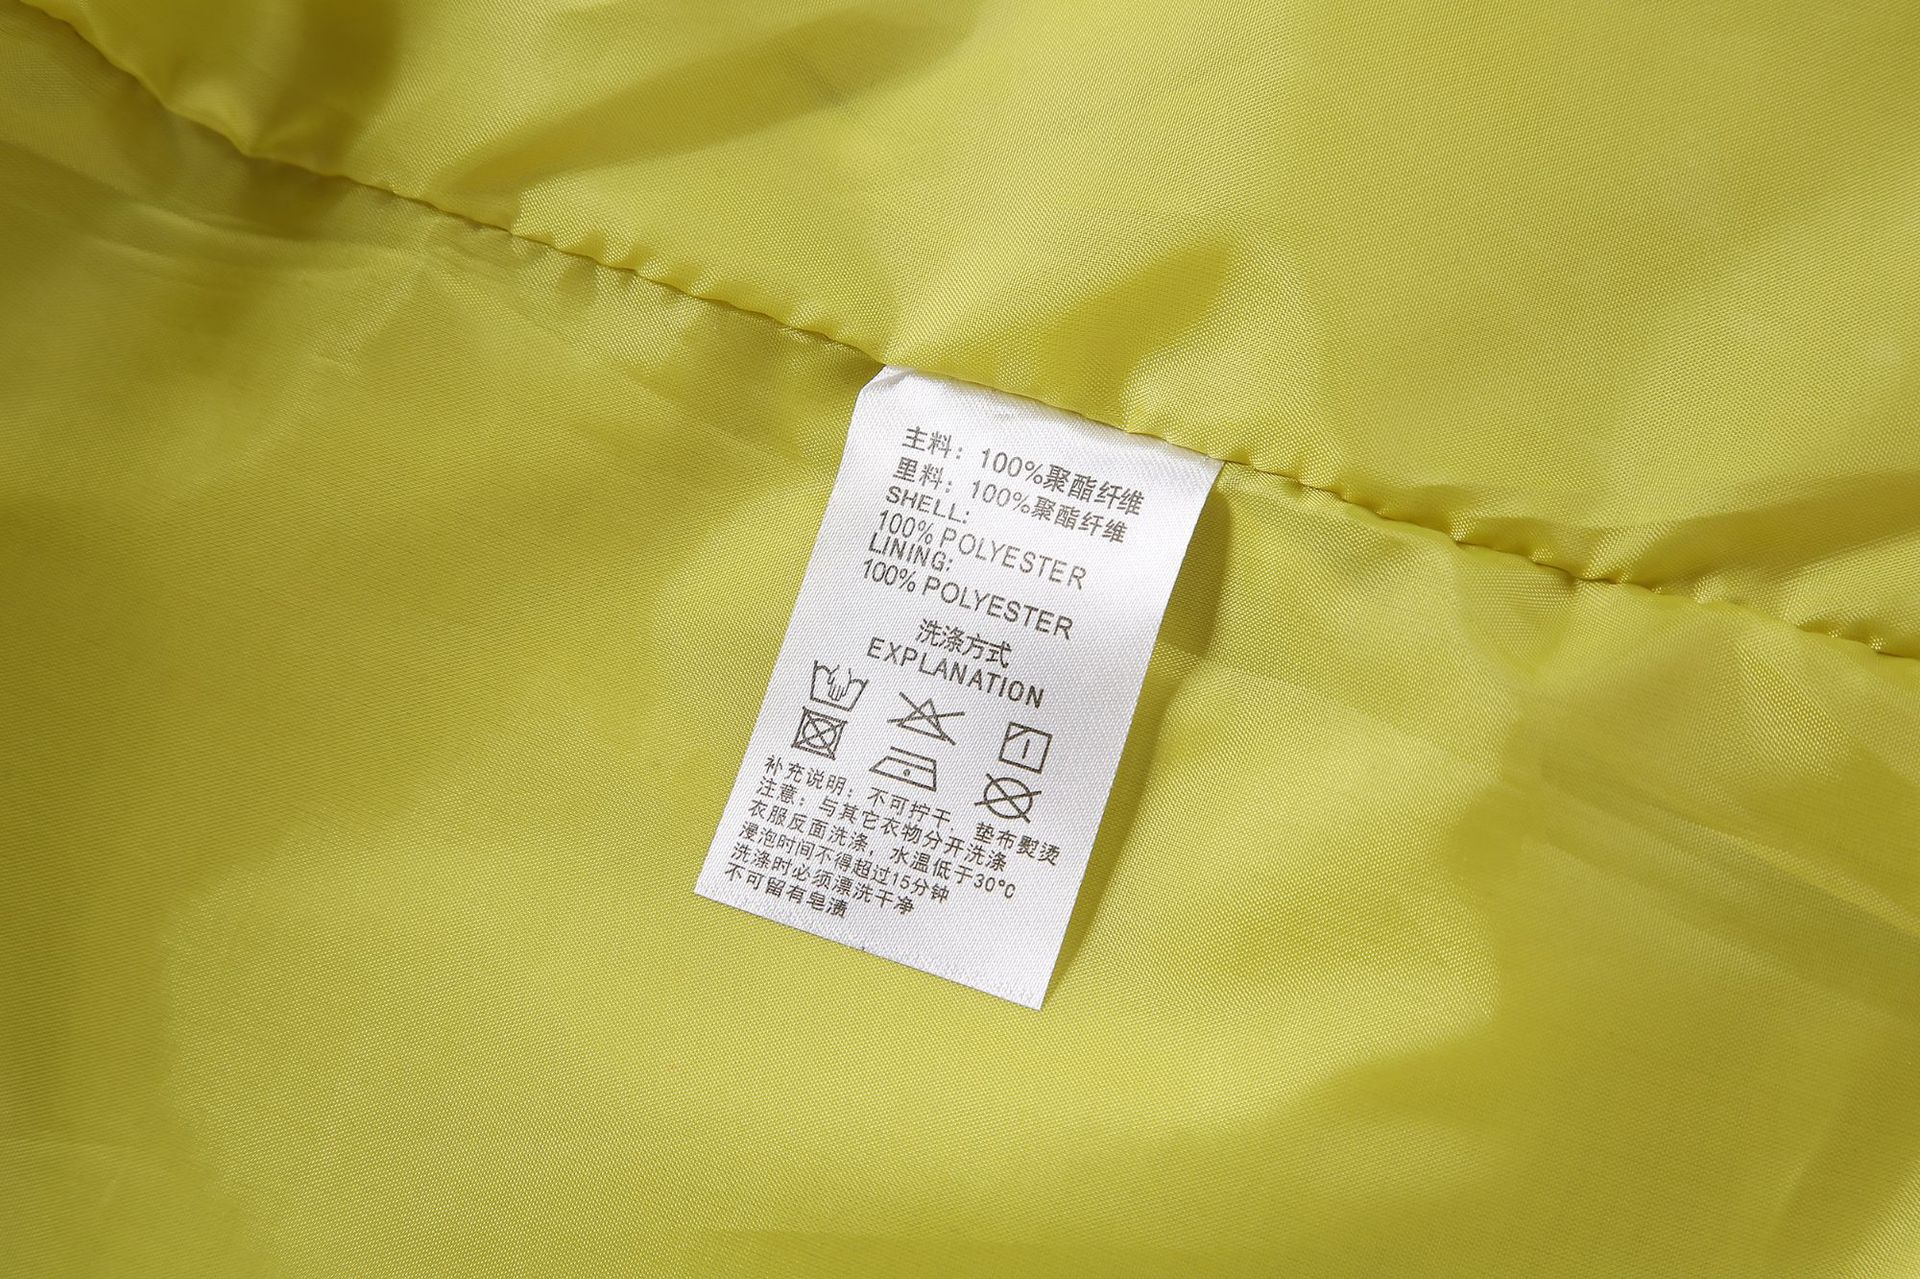 主料：100%聚酯纤维
里料：100%聚酯纤维
SHELL:
100% POLYESTER
LINING:
100% POLYESTER
洗涤方式
EXPLANATION
补充说明：不可拧干，垫布熨烫
注意：与其它衣物分开洗涤
衣服反面洗涤，水温低于30°C
浸泡时间不得超过15分钟
洗涤时必须漂洗干净
不可留有皂渍